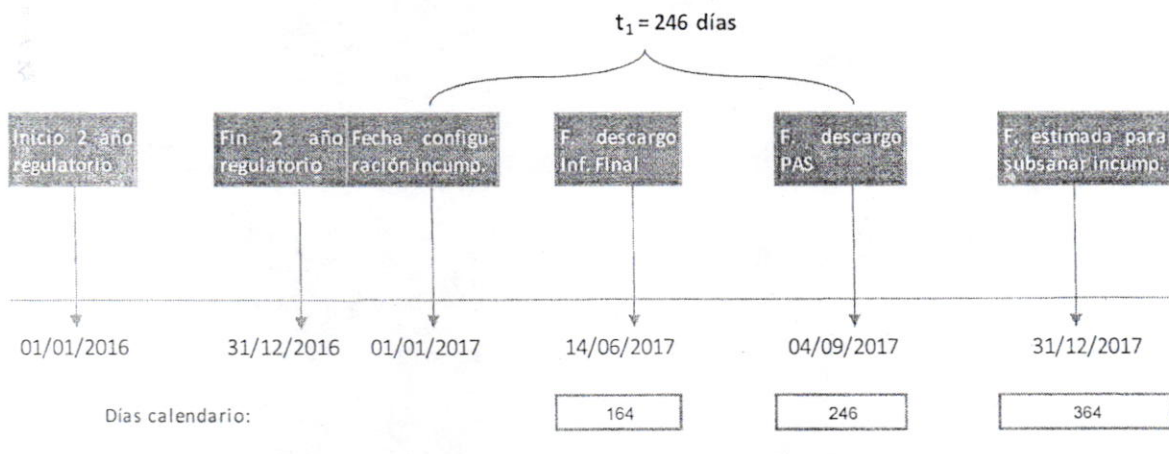 t₁ = 246 días
Inicio 2 año
regulatorio
Fin 2 año
regulatorio
Fecha configu-
ración incump.
F. descargo
Inf. Final
F. descargo
PAS
F. estimada para
subsanar incump.
01/01/2016
31/12/2016
01/01/2017
14/06/2017
04/09/2017
31/12/2017
Días calendario:
164
246
364